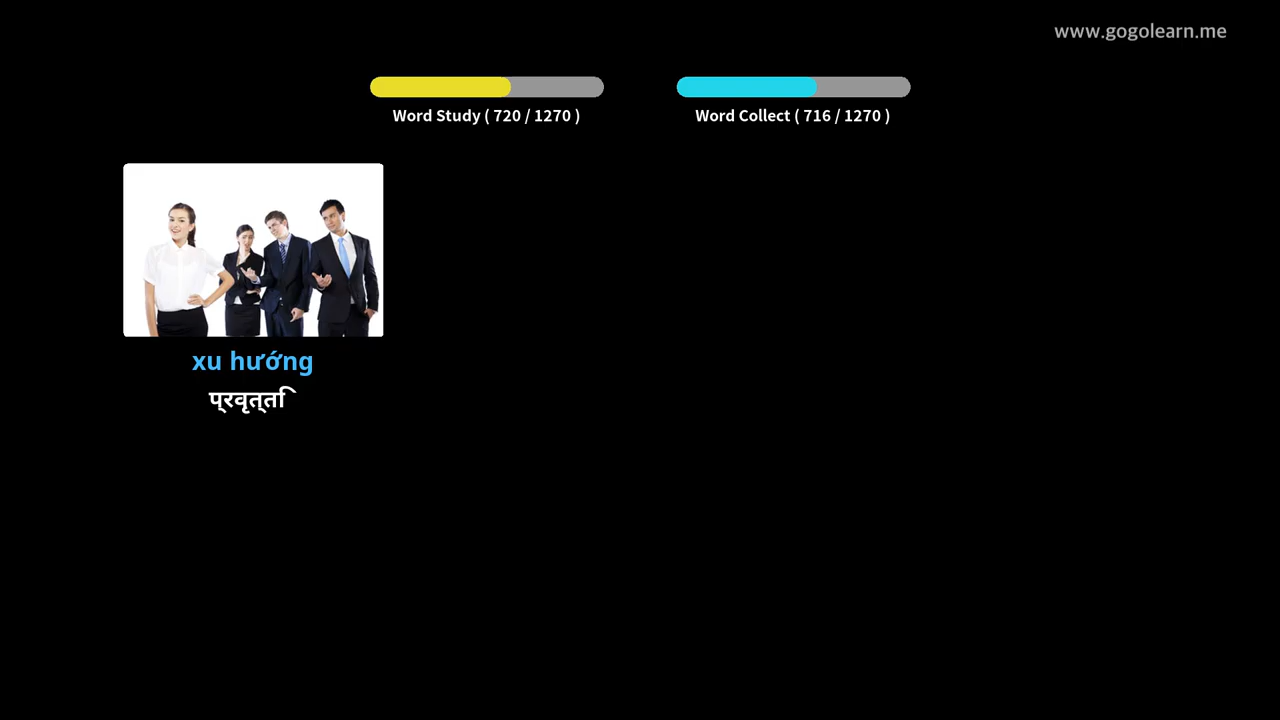 www.gogolearn.me
Word Study ( 720 / 1270 )
Word Collect ( 716 / 1270 )
xu hướng
प्रवृत्ति